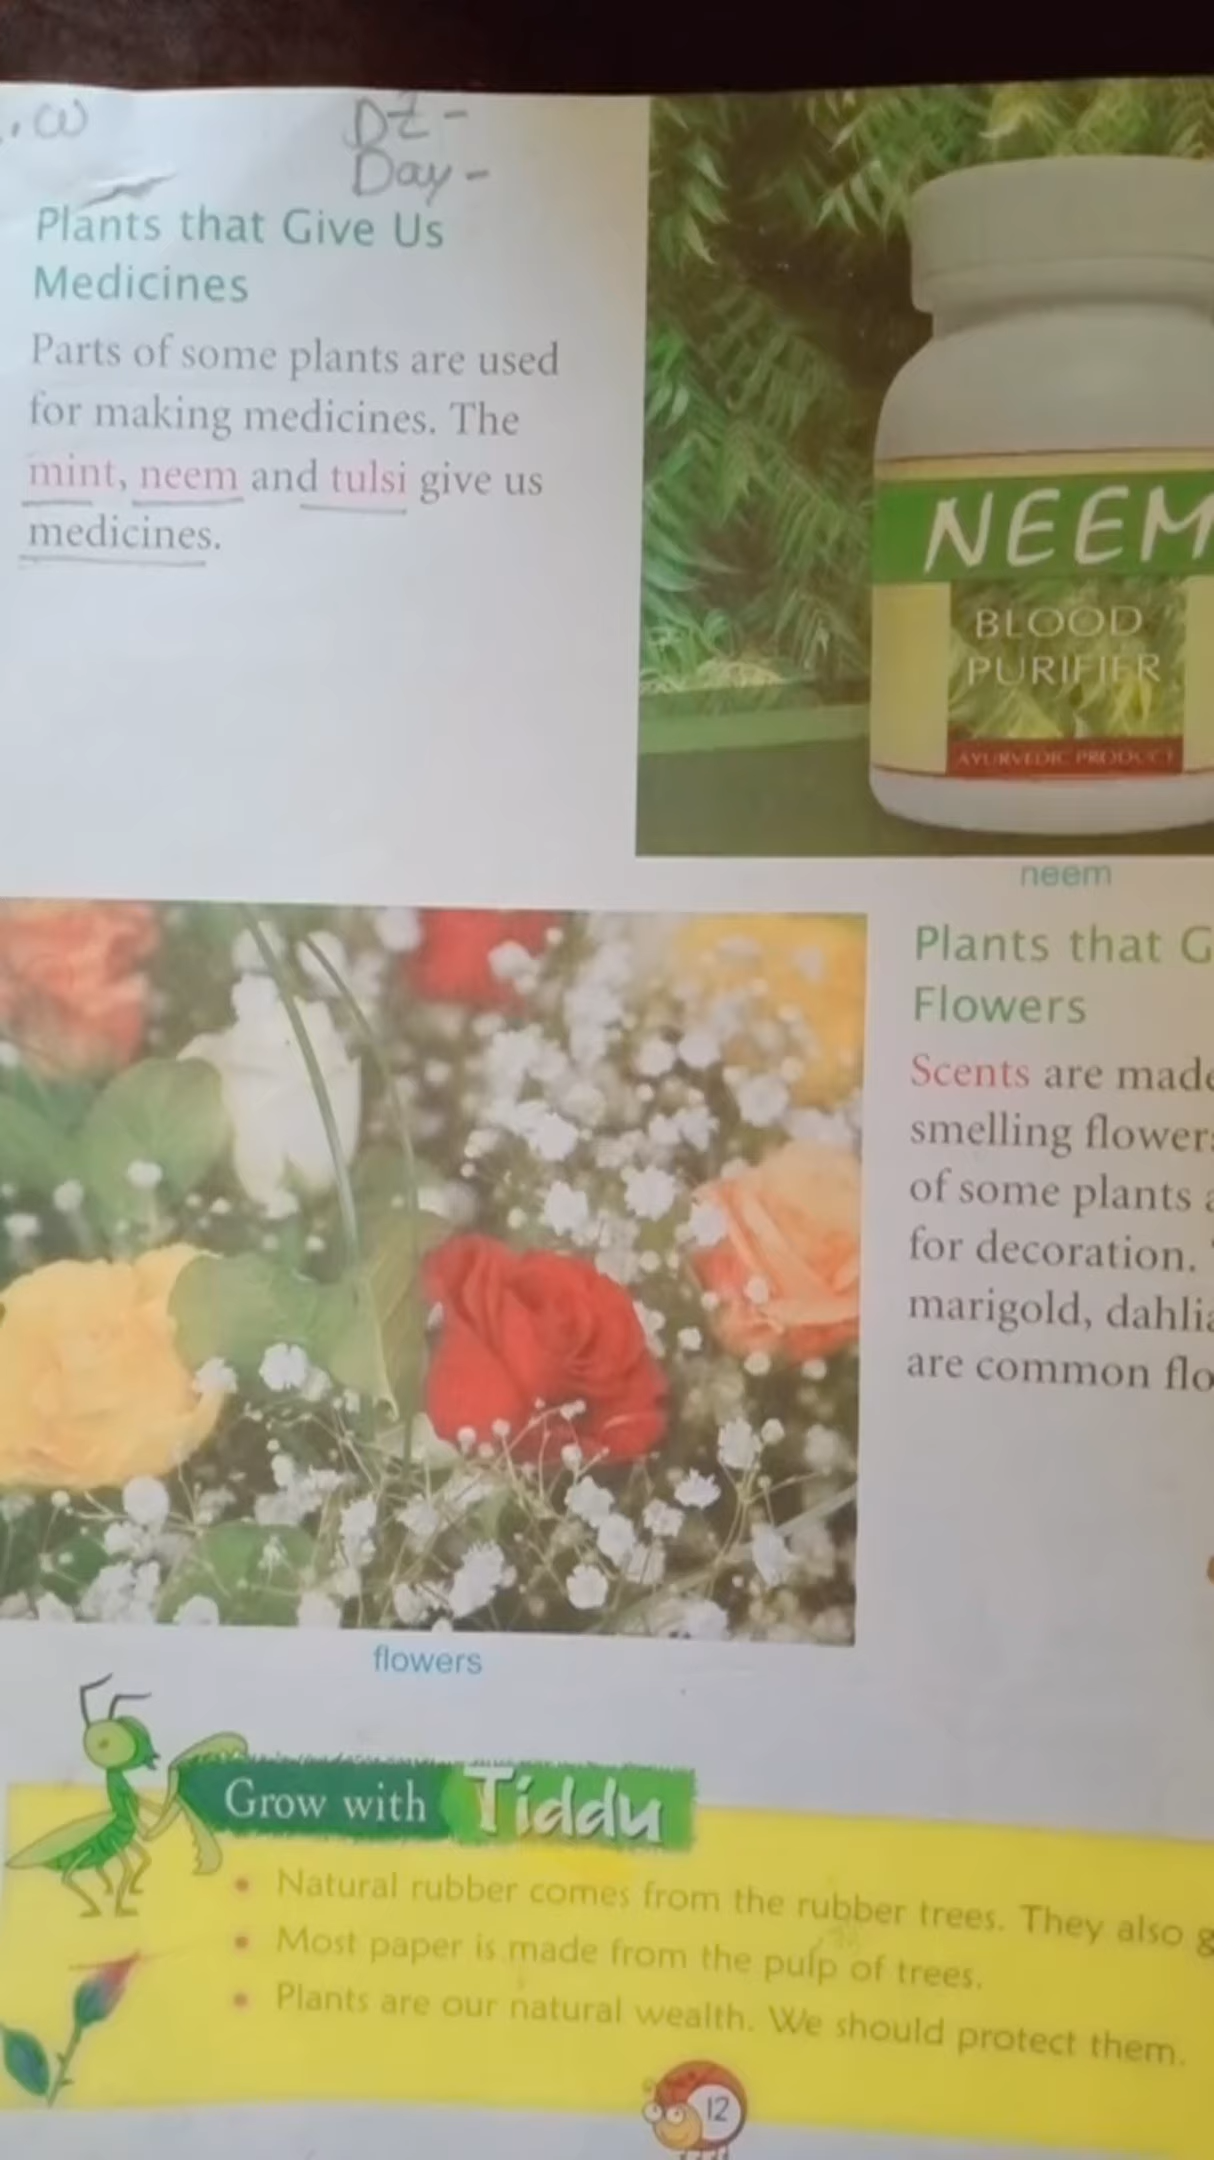 .W
Dt -
Day -
Plants that Give Us
Medicines
Parts of some plants are used
for making medicines. The
mint, neem and tulsi give us
medicines.
NEEM
BLOOD
PURIFIER
AYURVEDIC PRODUCT
neem
Plants that G
Flowers
Scents are made
smelling flowers
of some plants a
for decoration.
marigold, dahlia
are common flo
flowers
Grow with Tiddu
• Natural rubber comes from the rubber trees. They also g
• Most paper is made from the pulp of trees.
• Plants are our natural wealth. We should protect them.
12